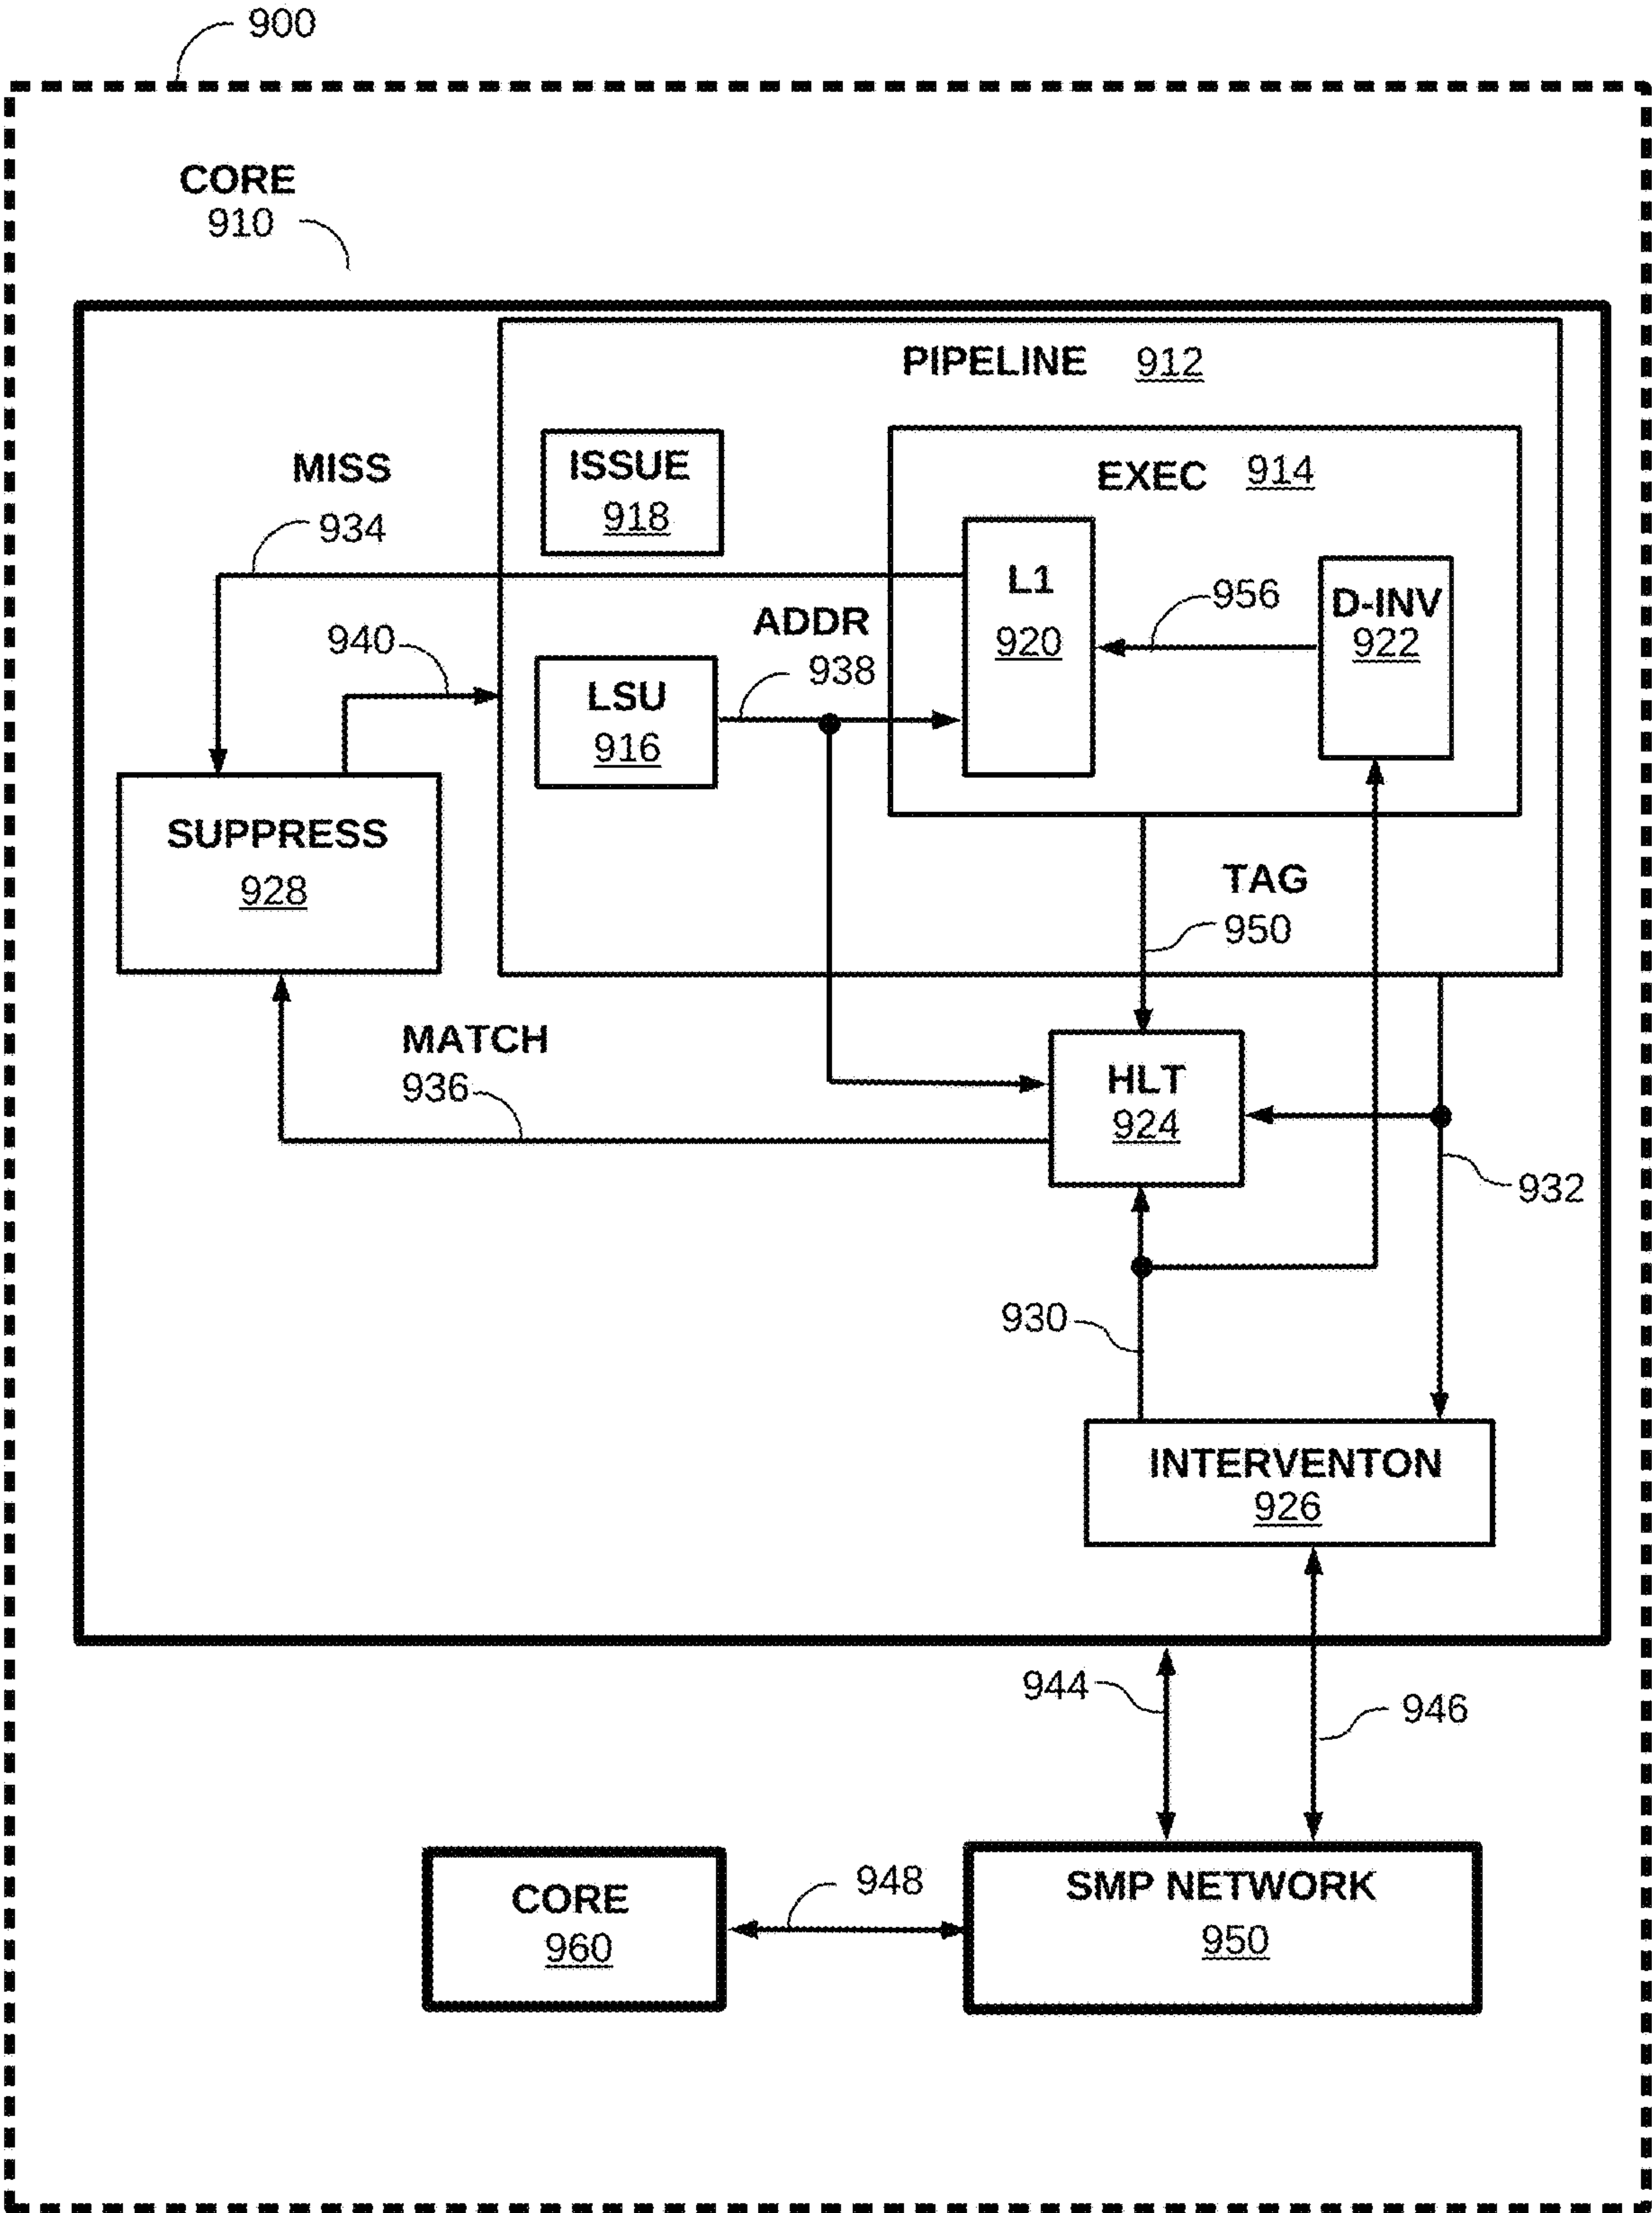 900
CORE
910
PIPELINE 912
ISSUE
918
EXEC 914
MISS
934
L1
920
956
D-INV
922
ADDR
938
940
LSU
916
SUPPRESS
928
TAG
950
MATCH
936
HLT
924
932
930
INTERVENTON
926
944
946
CORE
960
948
SMP NETWORK
950